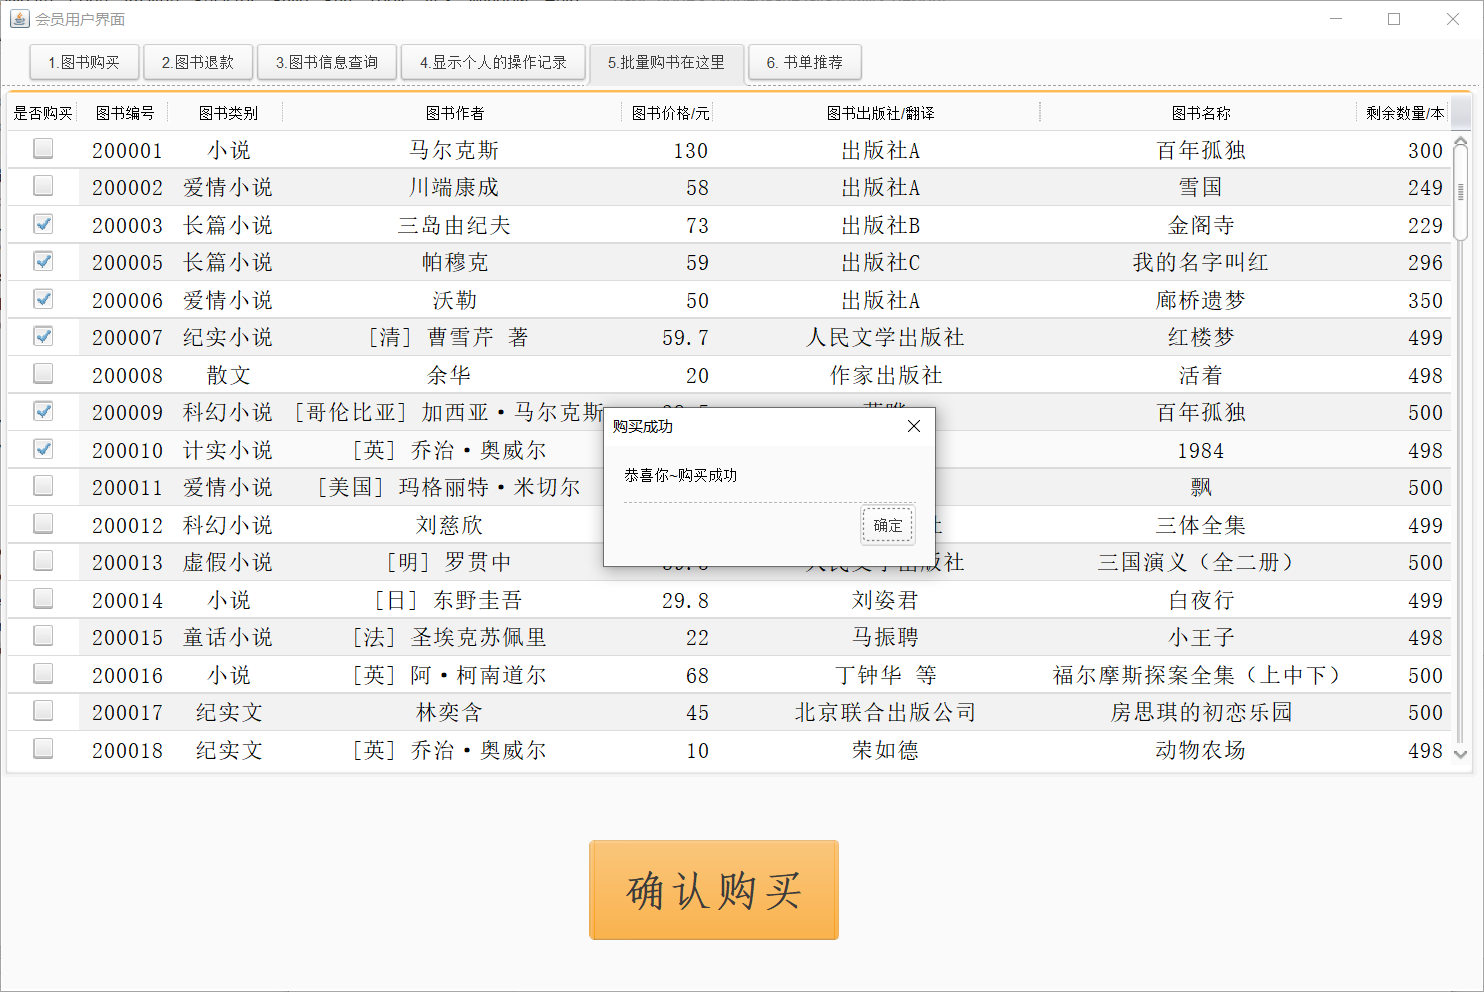 会员用户界面
1.图书购买 2.图书退款 3.图书信息查询 4.显示个人的操作记录 5.批量购书在这里 6. 书单推荐
是否购买 图书编号 图书类别 图书作者 图书价格/元 图书出版社/翻译 图书名称 剩余数量/本
200001 小说 马尔克斯 130 出版社A 百年孤独 300
200002 爱情小说 川端康成 58 出版社A 雪国 249
200003 长篇小说 三岛由纪夫 73 出版社B 金阁寺 229
200005 长篇小说 帕穆克 59 出版社C 我的名字叫红 296
200006 爱情小说 沃勒 50 出版社A 廊桥遗梦 350
200007 纪实小说 [清] 曹雪芹 著 59.7 人民文学出版社 红楼梦 499
200008 散文 余华 20 作家出版社 活着 498
200009 科幻小说 [哥伦比亚] 加西亚·马尔克斯 百年孤独 500
200010 计实小说 [英] 乔治·奥威尔 1984 498
200011 爱情小说 [美国] 玛格丽特·米切尔 飘 500
200012 科幻小说 刘慈欣 三体全集 499
200013 虚假小说 [明] 罗贯中 人民文学出版社 三国演义（全二册） 500
200014 小说 [日] 东野圭吾 29.8 刘姿君 白夜行 499
200015 童话小说 [法] 圣埃克苏佩里 22 马振聘 小王子 498
200016 小说 [英] 阿·柯南道尔 68 丁钟华 等 福尔摩斯探案全集（上中下） 500
200017 纪实文 林奕含 45 北京联合出版公司 房思琪的初恋乐园 500
200018 纪实文 [英] 乔治·奥威尔 10 荣如德 动物农场 498
购买成功
恭喜你~购买成功
确定
确认购买